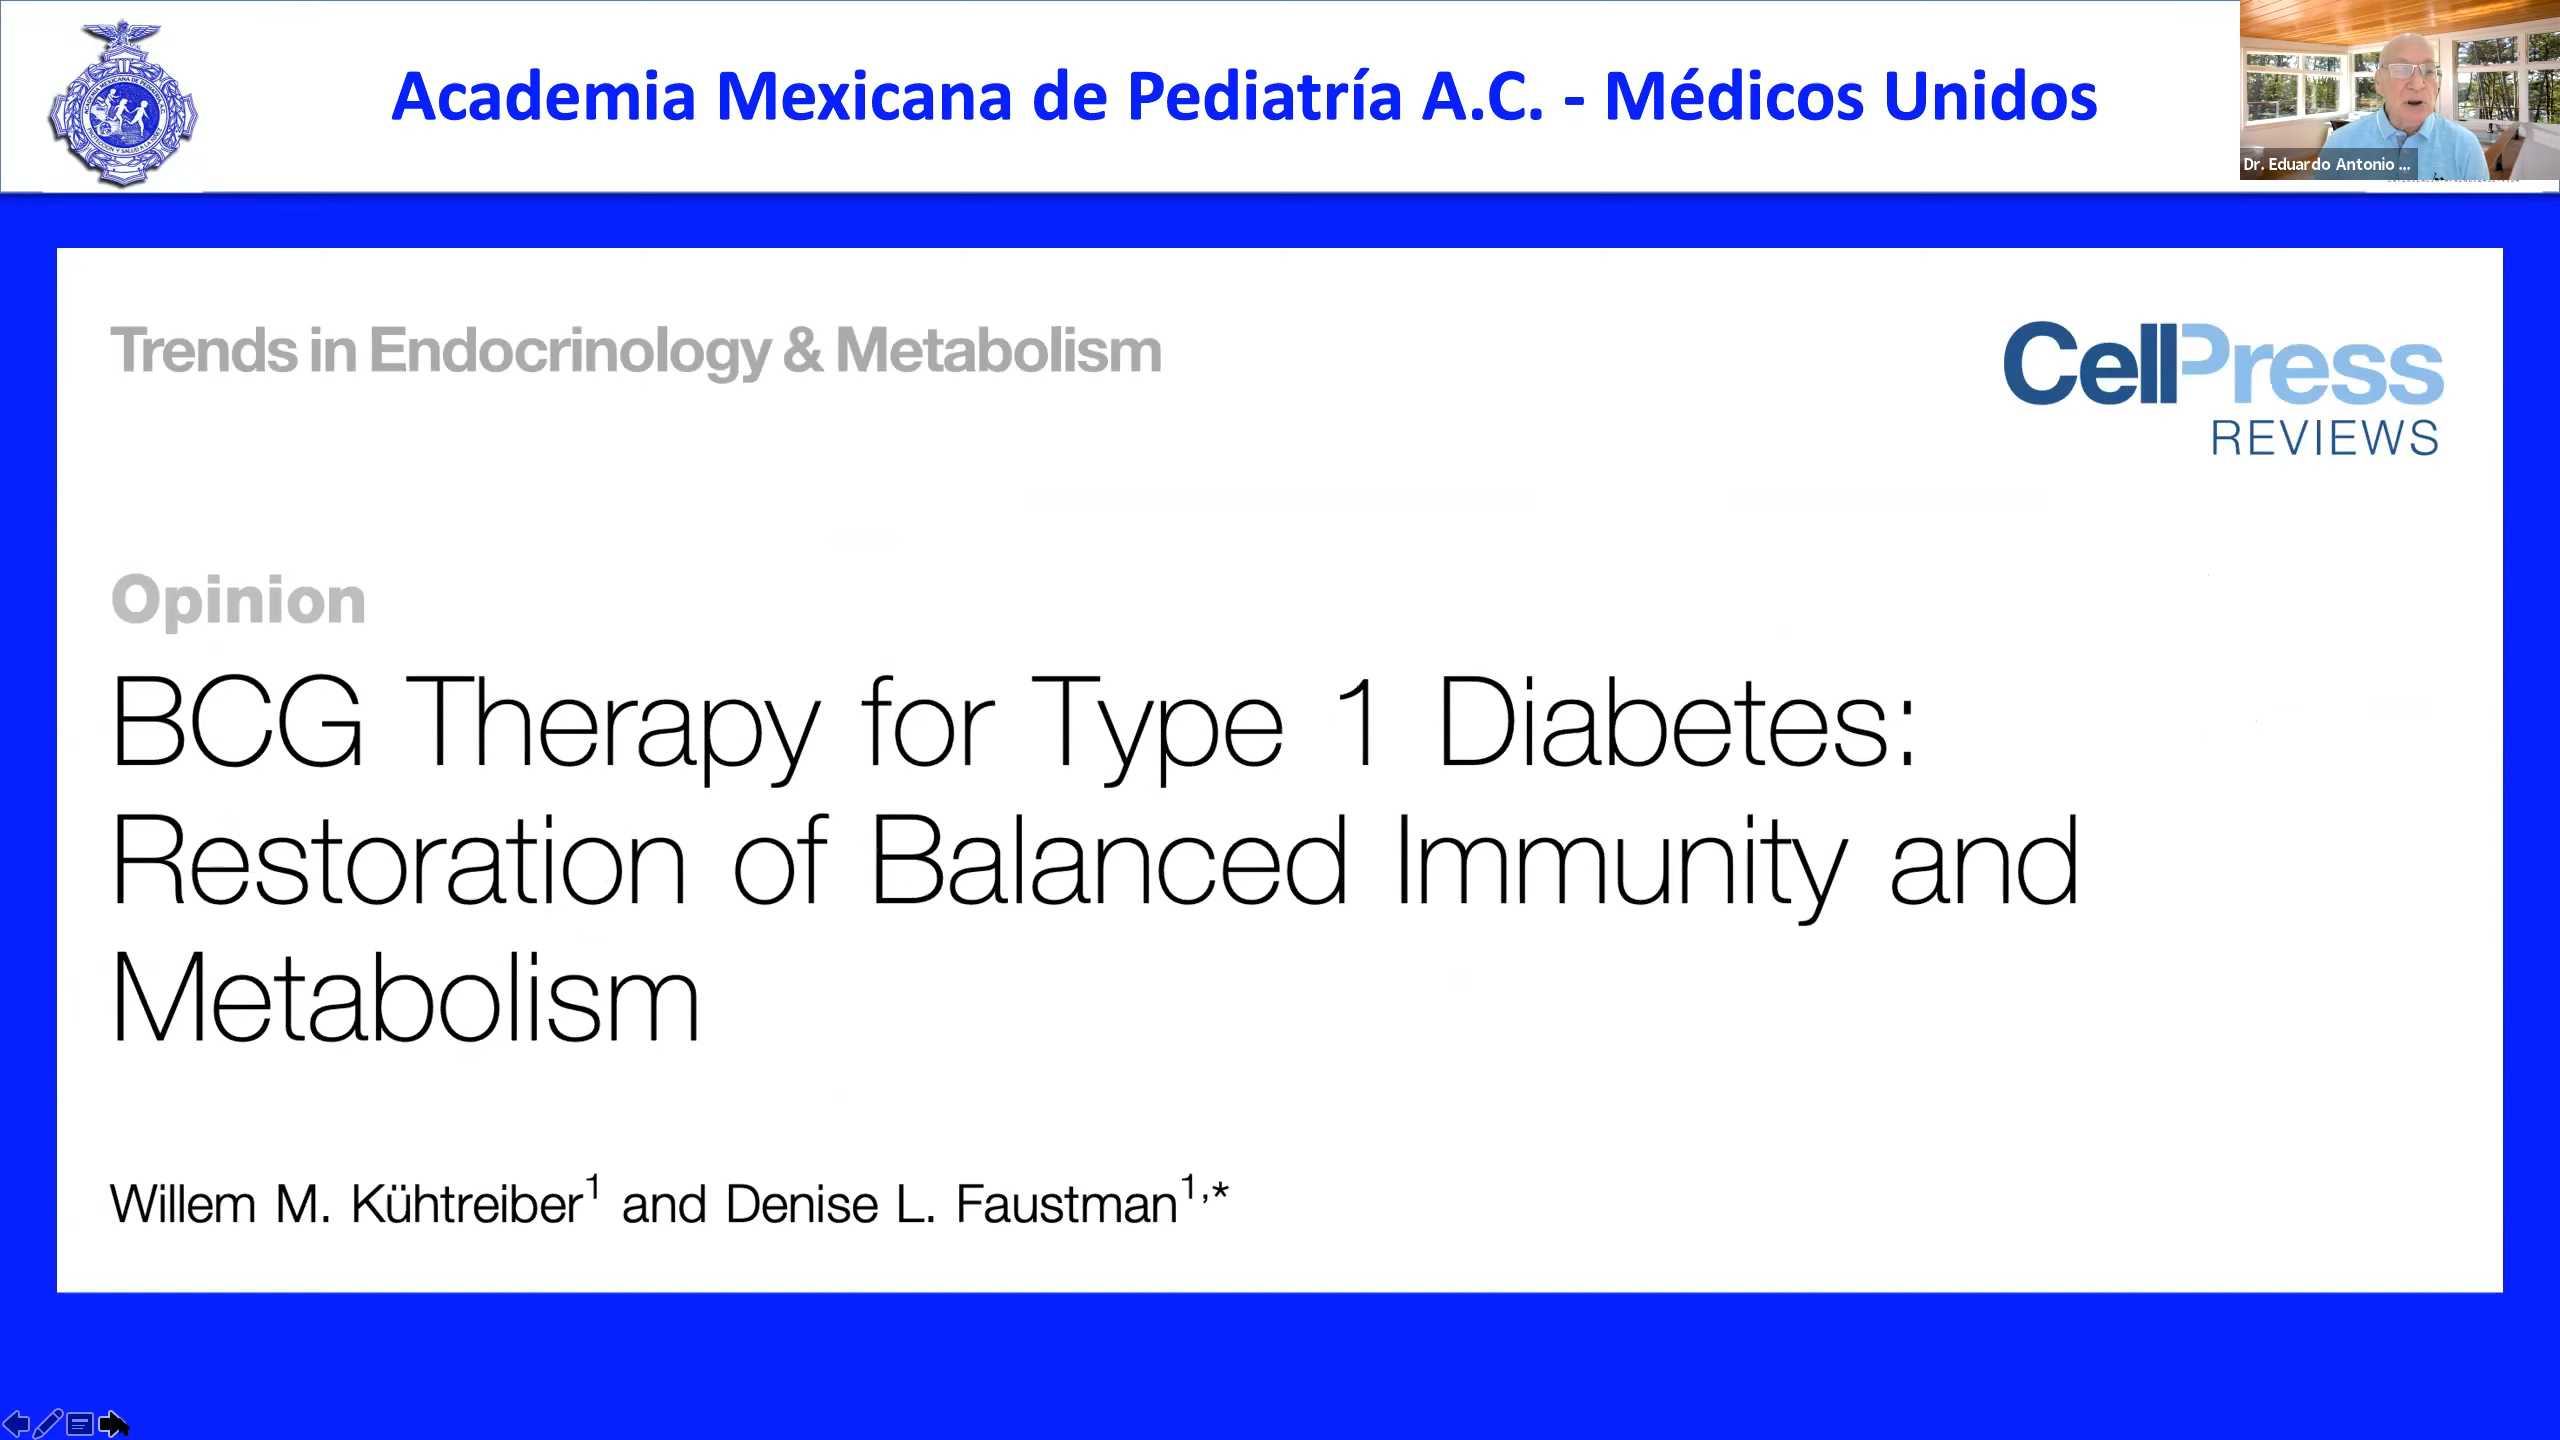 Academia Mexicana de Pediatría A.C. - Médicos Unidos
Dr. Eduardo Antonio ...
Trends in Endocrinology & Metabolism
CellPress
REVIEWS
Opinion
BCG Therapy for Type 1 Diabetes:
Restoration of Balanced Immunity and
Metabolism
Willem M. Kühtreiber1 and Denise L. Faustman1,*